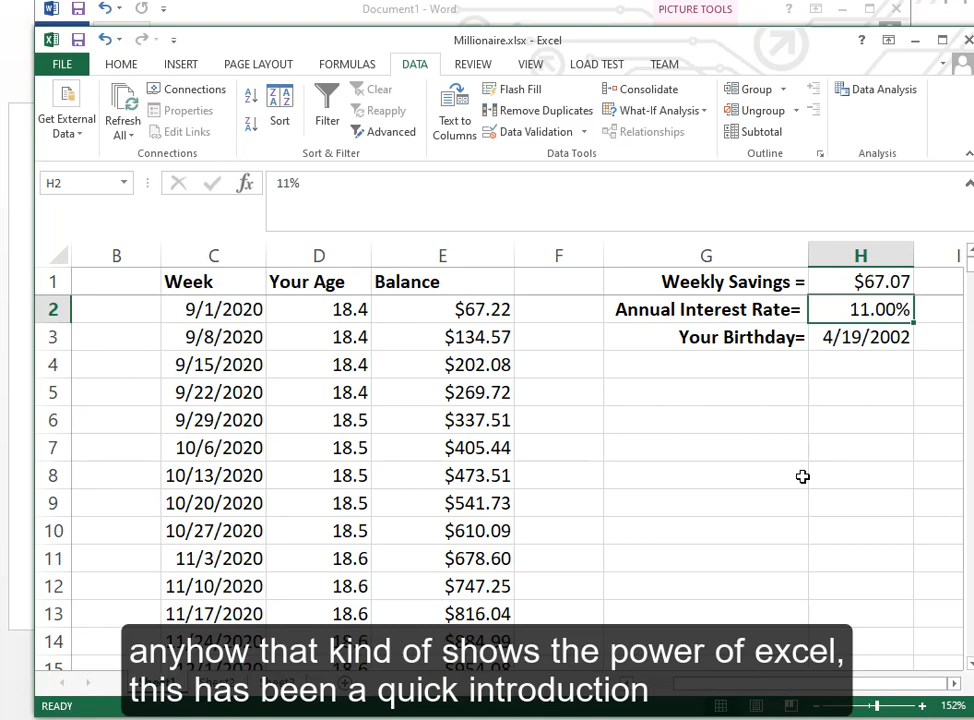 Document1 - Word
PICTURE TOOLS
Millionaire.xlsx - Excel
FILE HOME INSERT PAGE LAYOUT FORMULAS DATA REVIEW VIEW LOAD TEST TEAM
Get External Data
Refresh All
Connections
Properties
Edit Links
Connections
Sort
Filter
Clear
Reapply
Advanced
Sort & Filter
Text to Columns
Flash Fill
Remove Duplicates
Data Validation
Consolidate
What-If Analysis
Relationships
Data Tools
Group
Ungroup
Subtotal
Outline
Data Analysis
Analysis
H2 fx 11%
B C D E F G H I
1 Week Your Age Balance Weekly Savings = $67.07
2 9/1/2020 18.4 $67.22 Annual Interest Rate= 11.00%
3 9/8/2020 18.4 $134.57 Your Birthday= 4/19/2002
4 9/15/2020 18.4 $202.08
5 9/22/2020 18.4 $269.72
6 9/29/2020 18.5 $337.51
7 10/6/2020 18.5 $405.44
8 10/13/2020 18.5 $473.51
9 10/20/2020 18.5 $541.73
10 10/27/2020 18.5 $610.09
11 11/3/2020 18.6 $678.60
12 11/10/2020 18.6 $747.25
13 11/17/2020 18.6 $816.04
14 11/24/2020 18.6 $884.99
anyhow that kind of shows the power of excel,
this has been a quick introduction
READY 152%